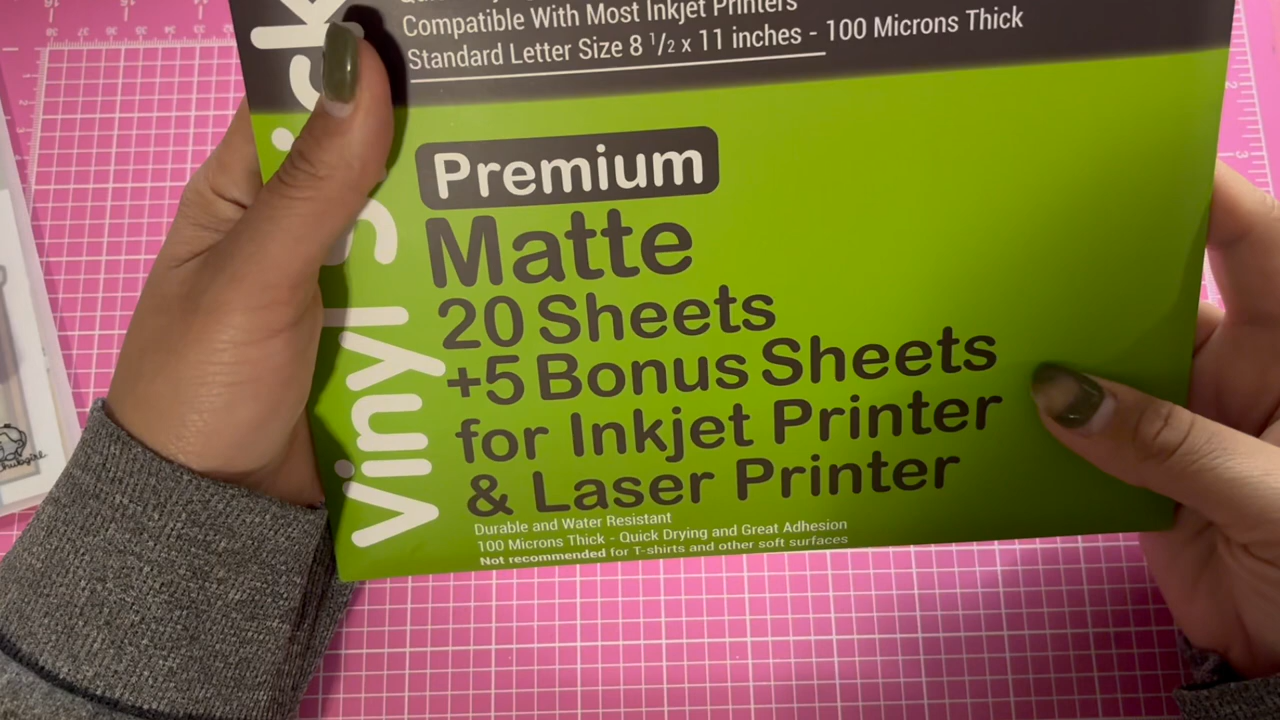 Compatible With Most Inkjet Printers
Standard Letter Size 8 1/2 x 11 inches - 100 Microns Thick
Premium
Matte
20 Sheets
+5 Bonus Sheets
for Inkjet Printer
& Laser Printer
Durable and Water Resistant
100 Microns Thick - Quick Drying and Great Adhesion
Not recommended for T-shirts and other soft surfaces
Vinyl